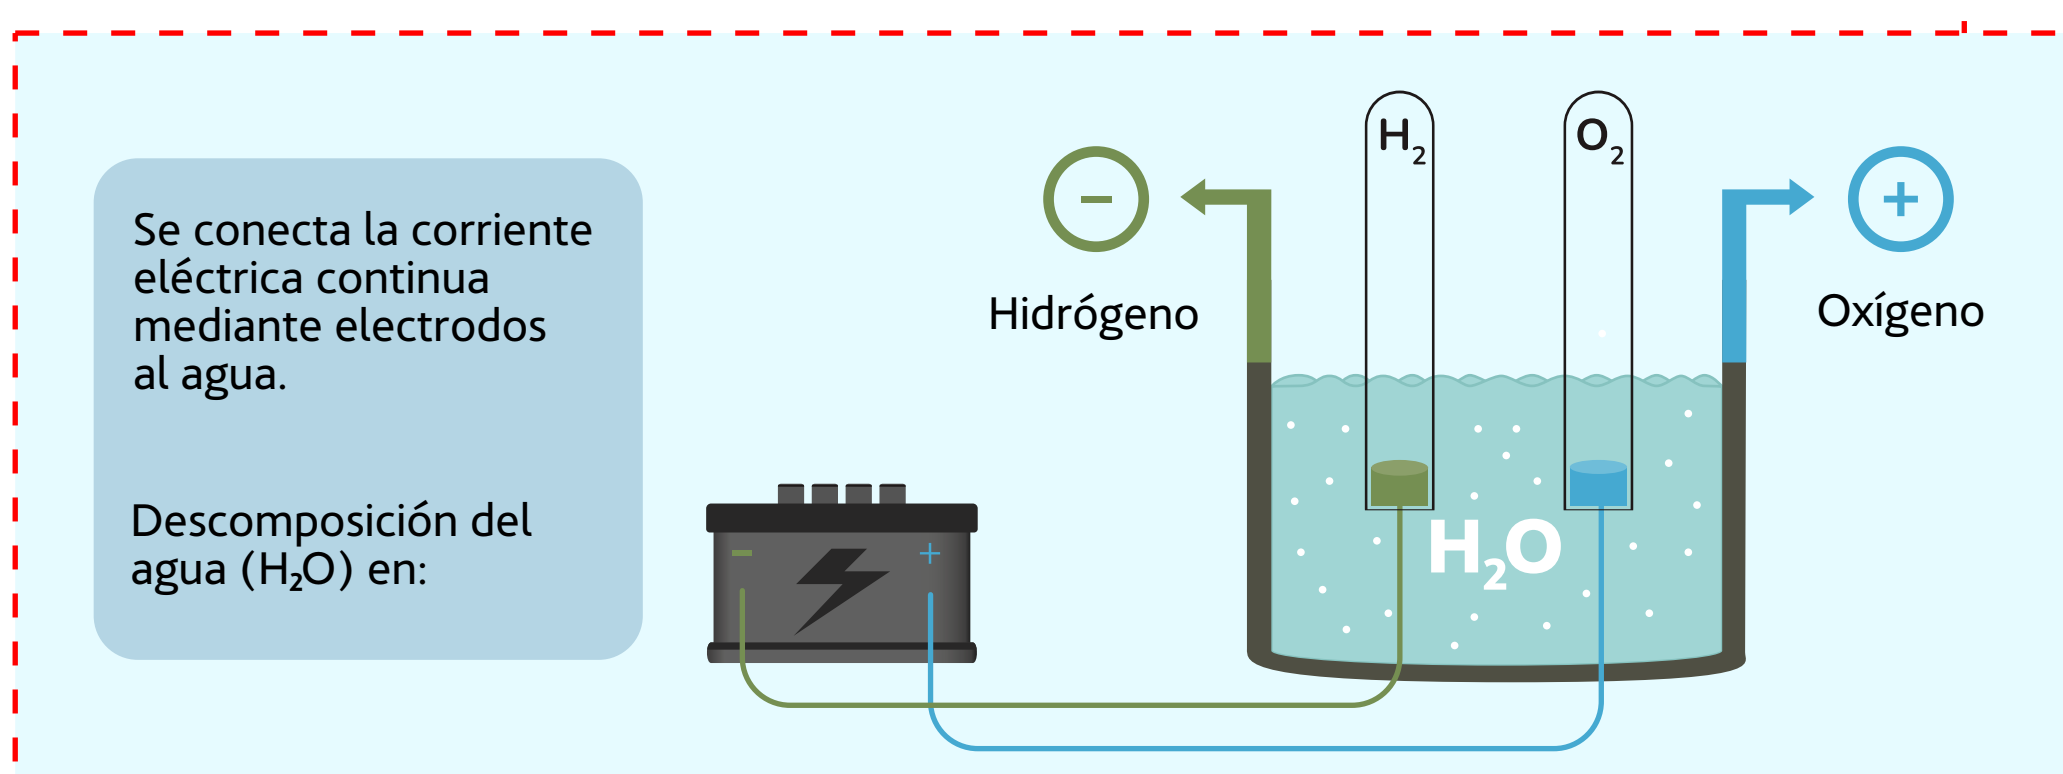 Se conecta la corriente
eléctrica continua
mediante electrodos
al agua.
Descomposición del
agua (H₂O) en:
−
+
−
Hidrógeno
H₂
O₂
+
Oxígeno
H₂O